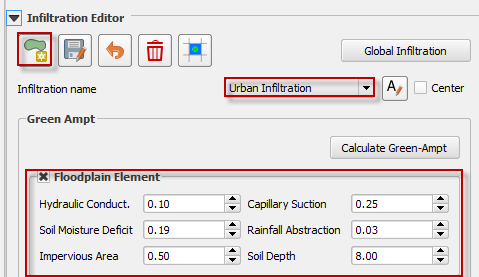 Infiltration Editor
Global Infiltration
Infiltration name Urban Infiltration A Center
Green Ampt
Calculate Green-Ampt
Floodplain Element
Hydraulic Conduct. 0.10 Capillary Suction 0.25
Soil Moisture Deficit 0.19 Rainfall Abstraction 0.03
Impervious Area 0.50 Soil Depth 8.00